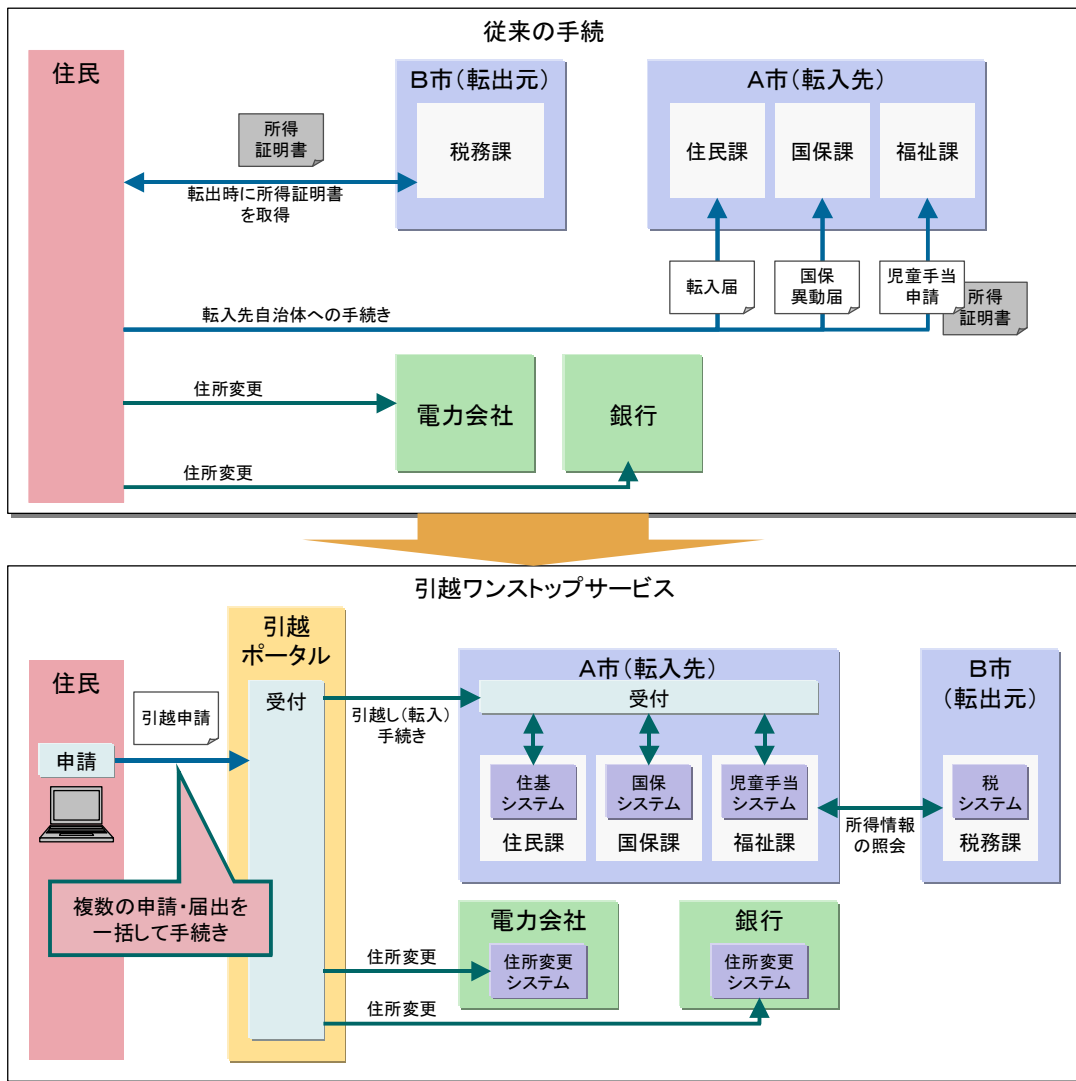 従来の手続
住民
B市(転出元)
税務課
所得
証明書
転出時に所得証明書
を取得
A市(転入先)
住民課
国保課
福祉課
転入届
国保
異動届
児童手当
申請
所得
証明書
転入先自治体への手続き
住所変更
電力会社
銀行
住所変更
引越ワンストップサービス
住民
申請
引越申請
複数の申請・届出を
一括して手続き
引越
ポータル
受付
引越し(転入)
手続き
A市(転入先)
受付
住基
システム
住民課
国保
システム
国保課
児童手当
システム
福祉課
所得情報
の照会
B市
(転出元)
税
システム
税務課
住所変更
電力会社
住所変更
システム
住所変更
銀行
住所変更
システム